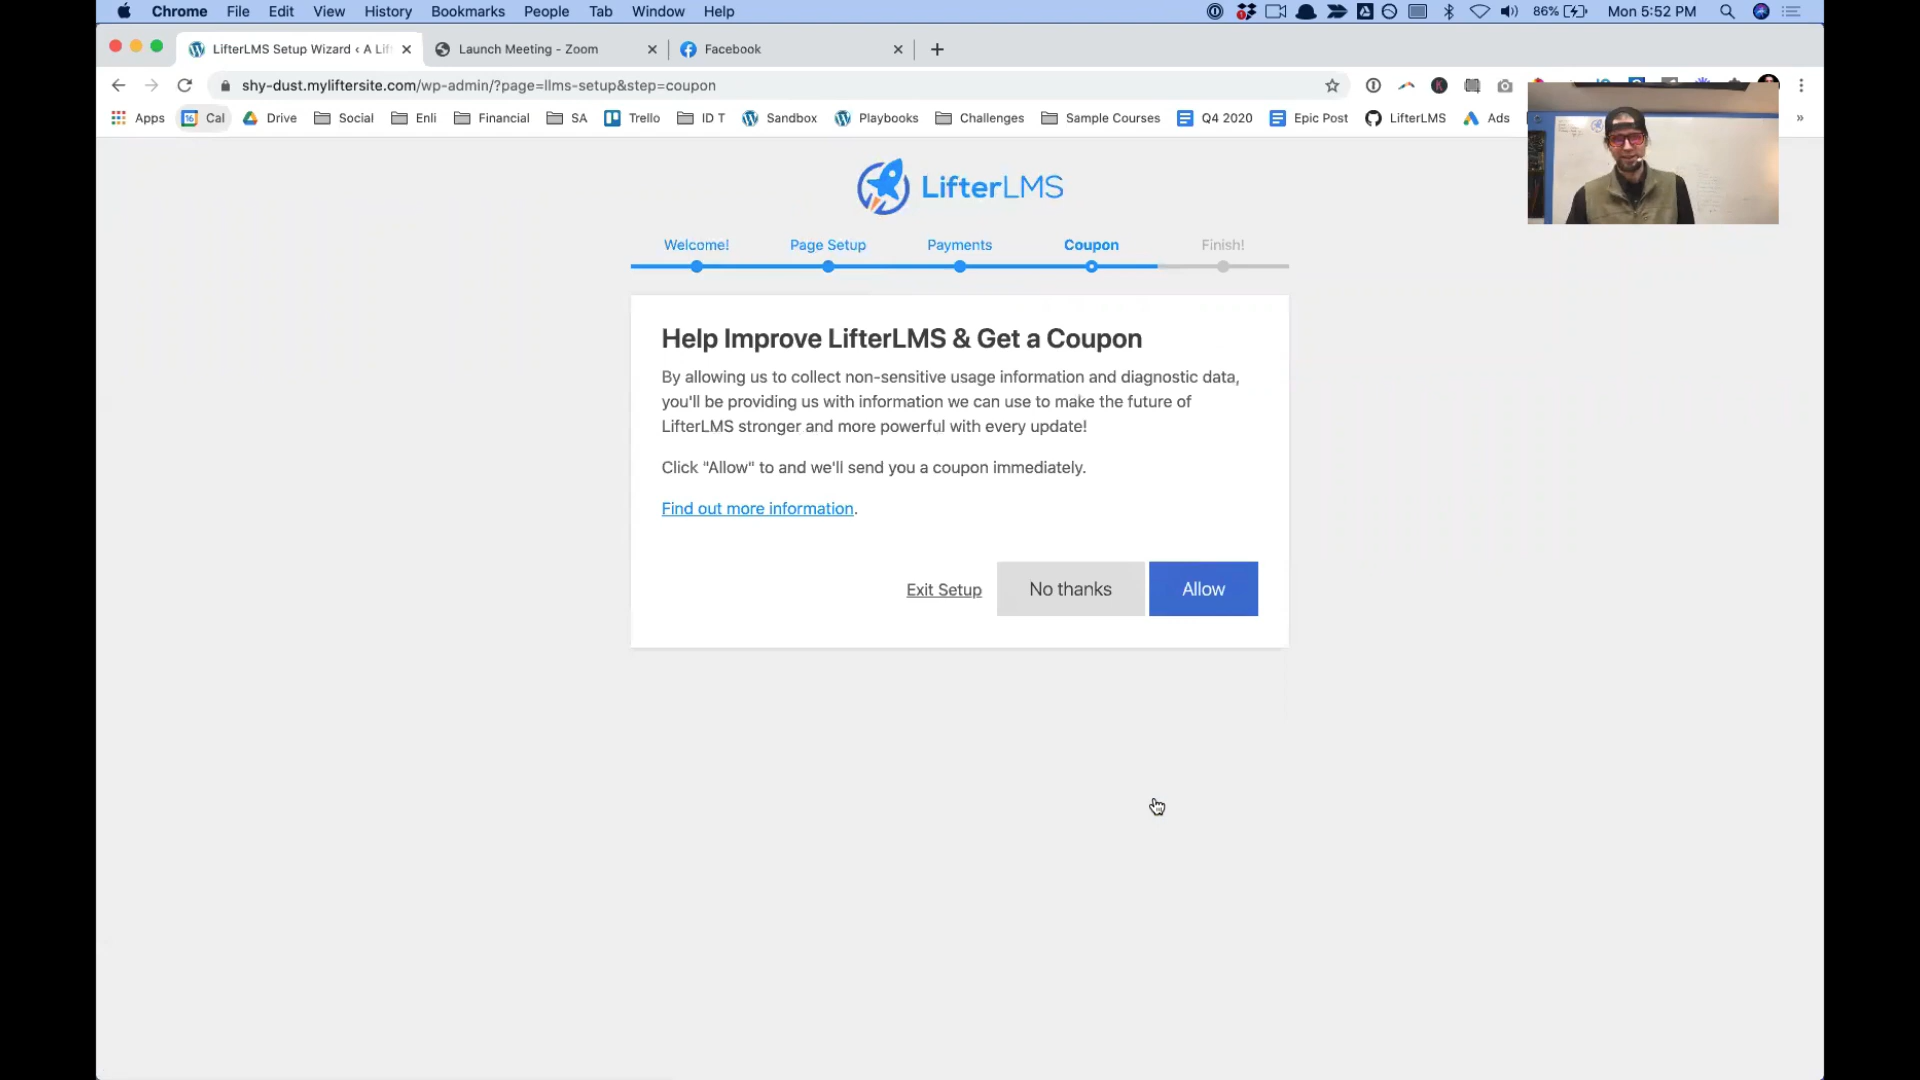 Chrome File Edit View History Bookmarks People Tab Window Help 86% Mon 5:52 PM
LifterLMS Setup Wizard ‹ A Lif Launch Meeting - Zoom Facebook
shy-dust.myliftersite.com/wp-admin/?page=llms-setup&step=coupon
Apps Cal Drive Social Enli Financial SA Trello ID T Sandbox Playbooks Challenges Sample Courses Q4 2020 Epic Post LifterLMS Ads »
LifterLMS
Welcome! Page Setup Payments Coupon Finish!
Help Improve LifterLMS & Get a Coupon
By allowing us to collect non-sensitive usage information and diagnostic data,
you'll be providing us with information we can use to make the future of
LifterLMS stronger and more powerful with every update!
Click "Allow" to and we'll send you a coupon immediately.
Find out more information.
Exit Setup No thanks Allow